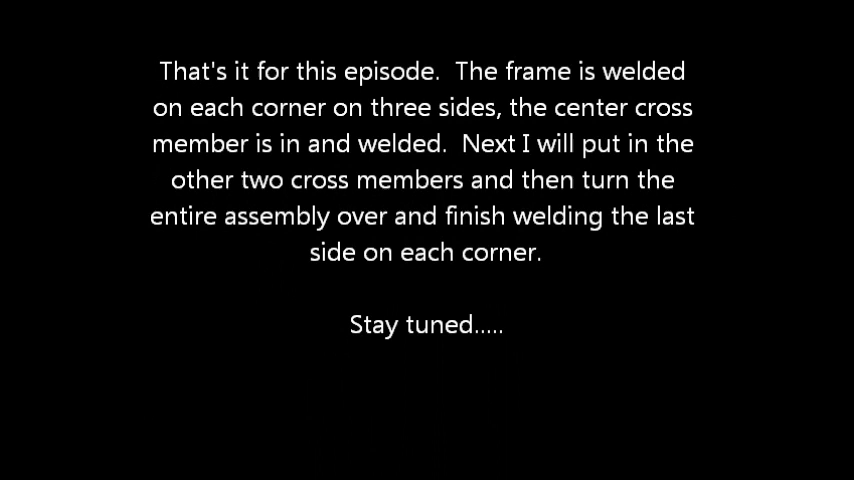 That's it for this episode.  The frame is welded
on each corner on three sides, the center cross
member is in and welded.  Next I will put in the
other two cross members and then turn the
entire assembly over and finish welding the last
side on each corner.
Stay tuned.....